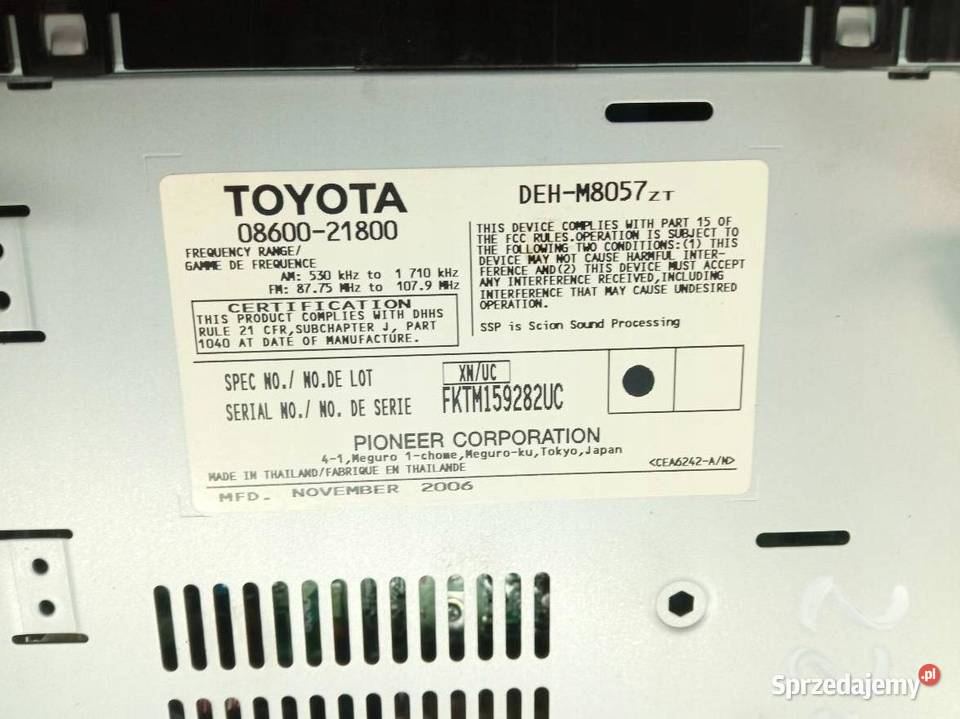 TOYOTA
08600-21800
FREQUENCY RANGE/
GAMME DE FREQUENCE
AM: 530 kHz to 1 710 kHz
FM: 87.75 MHz to 107.9 MHz
CERTIFICATION
THIS PRODUCT COMPLIES WITH DHHS
RULE 21 CFR,SUBCHAPTER J, PART
1040 AT DATE OF MANUFACTURE.
DEH-M8057ZT
THIS DEVICE COMPLIES WITH PART 15 OF
THE FCC RULES.OPERATION IS SUBJECT TO
THE FOLLOWING TWO CONDITIONS:(1) THIS
DEVICE MAY NOT CAUSE HARMFUL INTER-
FERENCE AND(2) THIS DEVICE MUST ACCEPT
ANY INTERFERENCE RECEIVED,INCLUDING
INTERFERENCE THAT MAY CAUSE UNDESIRED
OPERATION.
SSP is Scion Sound Processing
SPEC NO./ NO.DE LOT XN/UC
SERIAL NO./ NO. DE SERIE FKTM159282UC
PIONEER CORPORATION
4-1,Meguro 1-chome,Meguro-ku,Tokyo,Japan
MADE IN THAILAND/FABRIQUE EN THAILANDE <CEA6242-A/N>
MFD. NOVEMBER 2006
Sprzedajemy.pl